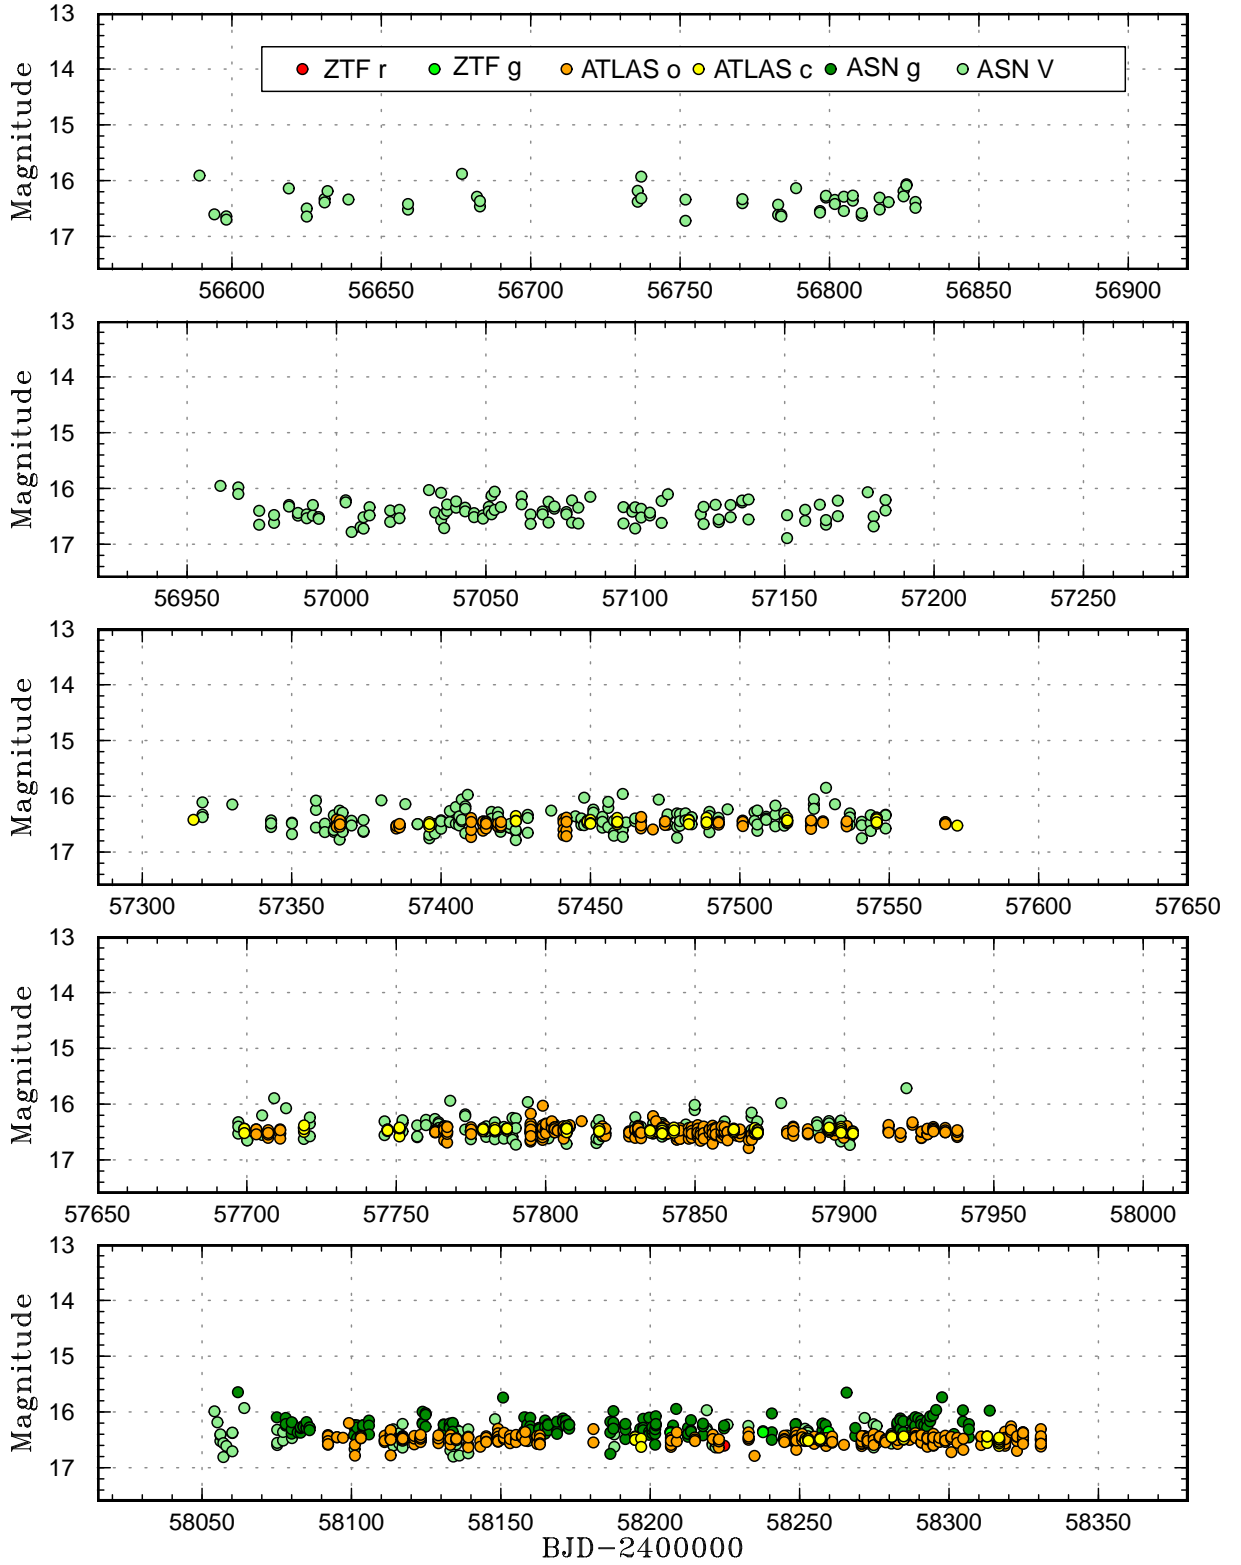 13
ZTF r ZTF g ATLAS o ATLAS c ASN g ASN V
14
15
16
17
Magnitude
56600 56650 56700 56750 56800 56850 56900
13
14
15
16
17
Magnitude
56950 57000 57050 57100 57150 57200 57250
13
14
15
16
17
Magnitude
57300 57350 57400 57450 57500 57550 57600 57650
13
14
15
16
17
Magnitude
57650 57700 57750 57800 57850 57900 57950 58000
13
14
15
16
17
Magnitude
58050 58100 58150 58200 58250 58300 58350
BJD-2400000